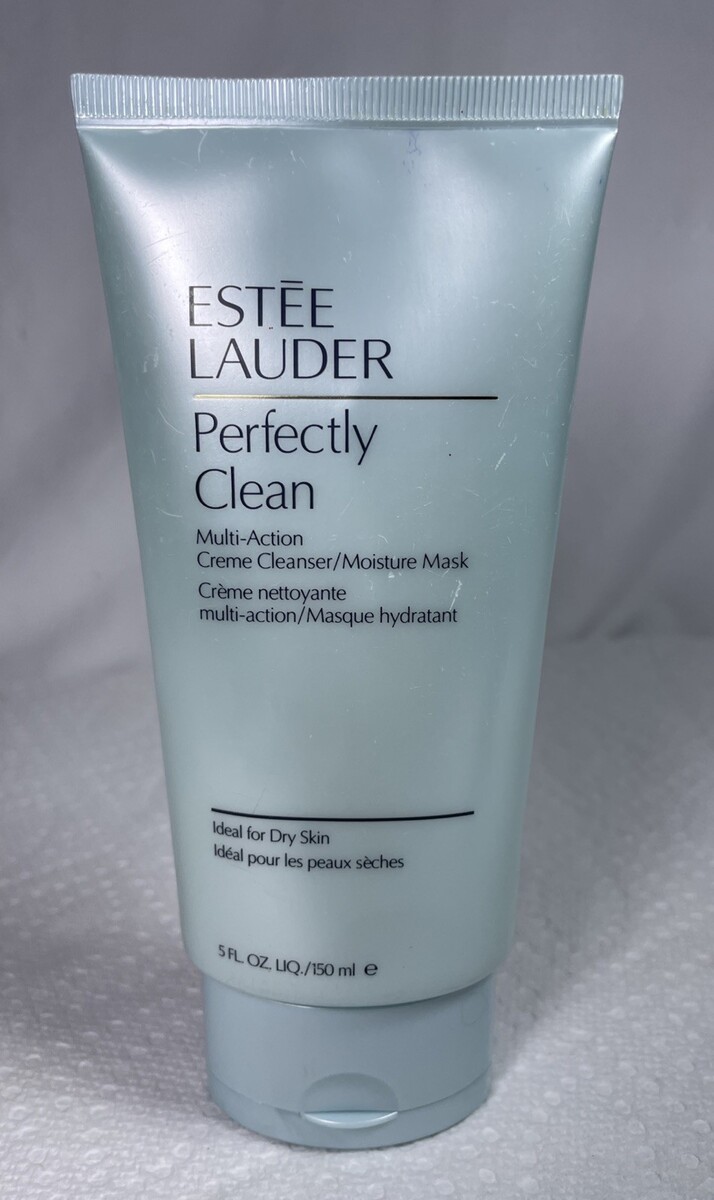 ESTĒE
LAUDER
Perfectly
Clean
Multi-Action
Creme Cleanser/Moisture Mask
Crème nettoyante
multi-action/Masque hydratant
Ideal for Dry Skin
Idéal pour les peaux sèches
5 FL. OZ. LIQ./150 ml ℮